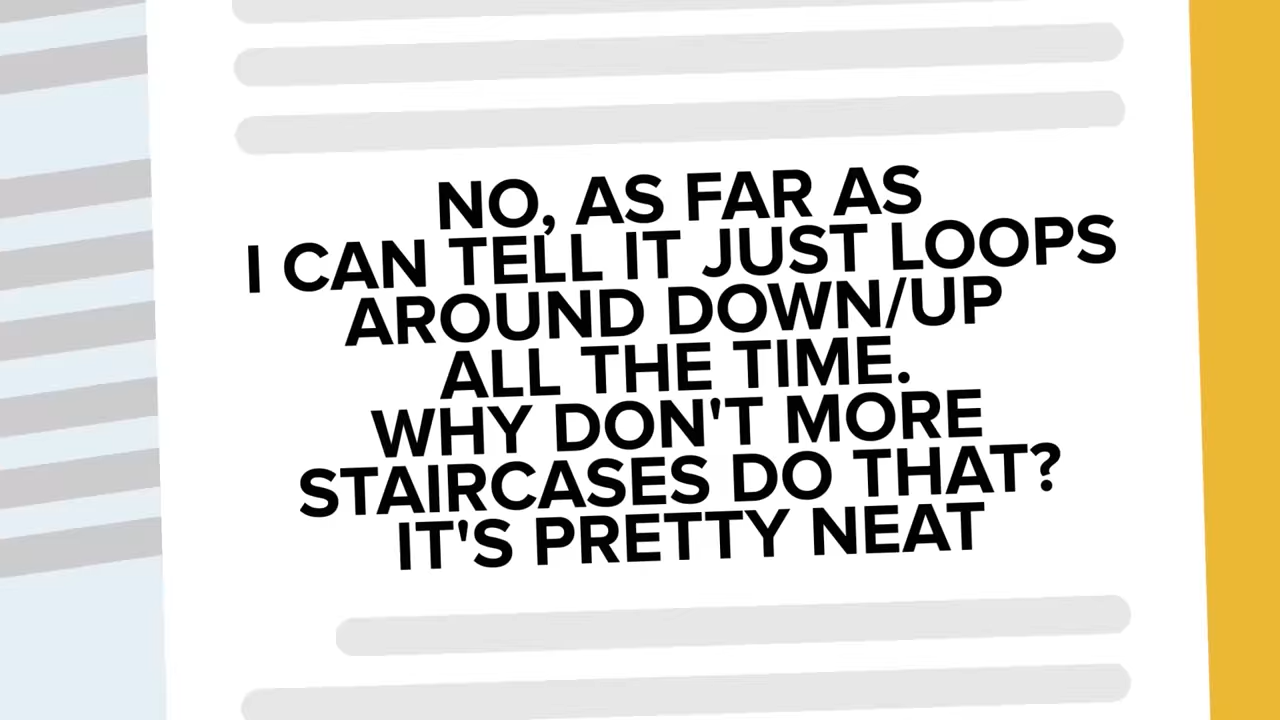 NO, AS FAR AS
I CAN TELL IT JUST LOOPS
AROUND DOWN/UP
ALL THE TIME.
WHY DON'T MORE
STAIRCASES DO THAT?
IT'S PRETTY NEAT